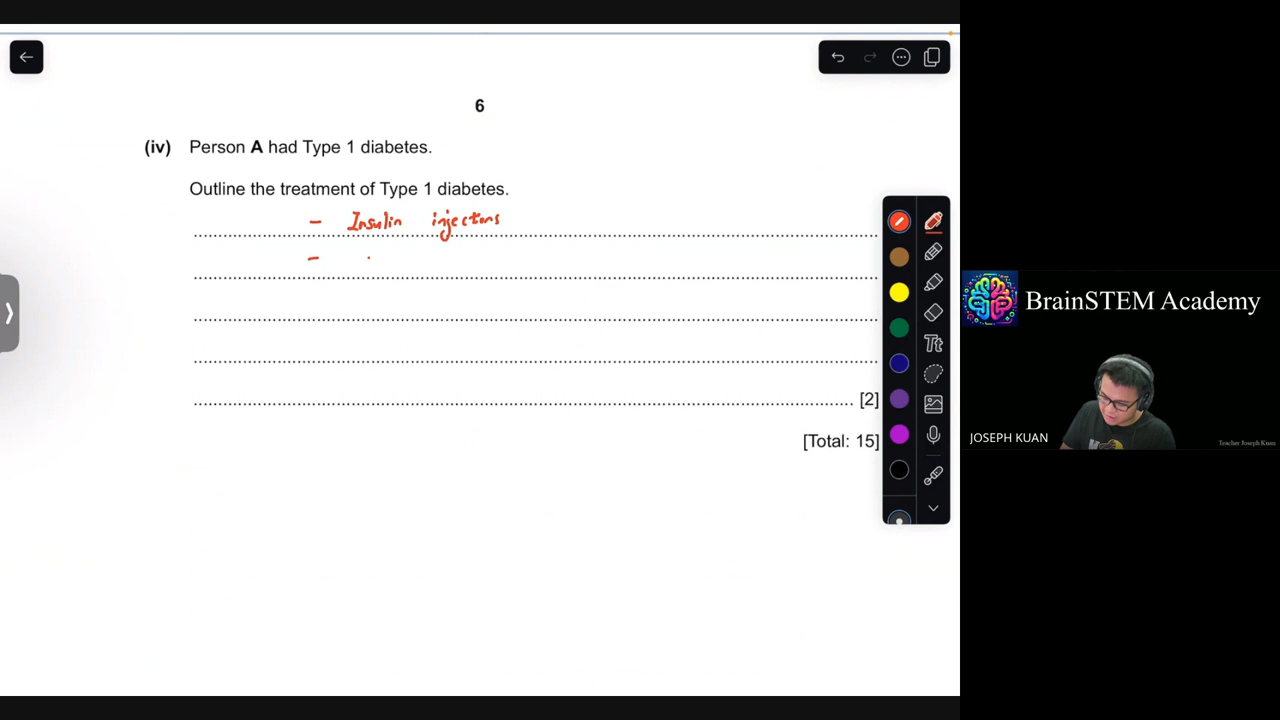 6
(iv) Person A had Type 1 diabetes.
Outline the treatment of Type 1 diabetes.
- Insulin injections
-
[2]
[Total: 15]
Tt
BrainSTEM Academy
JOSEPH KUAN
Teacher Joseph Kuan